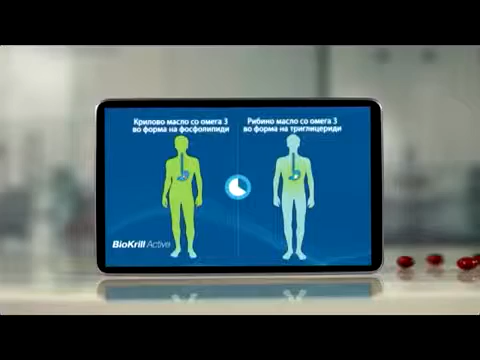 Крилово масло со омега 3
во форма на фосфолипиди
Рибино масло со омега 3
во форма на триглицериди
BioKrill Active